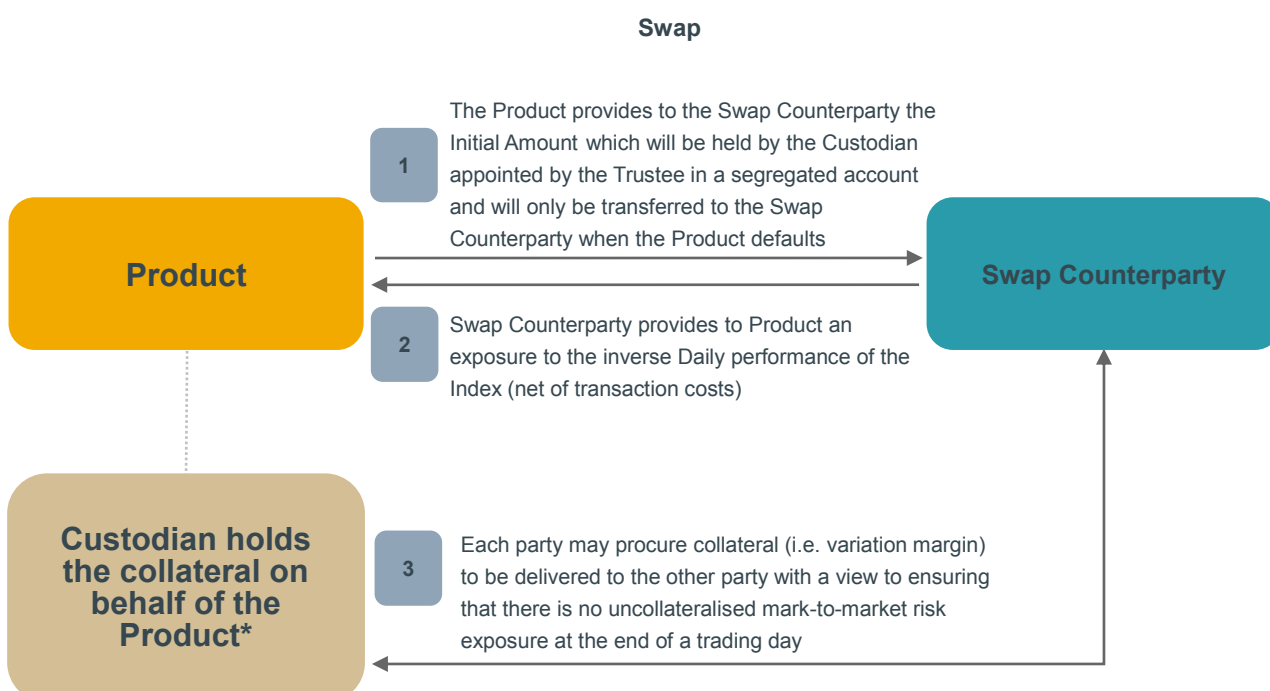 Swap
1
The Product provides to the Swap Counterparty the
Initial Amount which will be held by the Custodian
appointed by the Trustee in a segregated account
and will only be transferred to the Swap
Counterparty when the Product defaults
Product
Swap Counterparty
2
Swap Counterparty provides to Product an
exposure to the inverse Daily performance of the
Index (net of transaction costs)
Custodian holds
the collateral on
behalf of the
Product*
3
Each party may procure collateral (i.e. variation margin)
to be delivered to the other party with a view to ensuring
that there is no uncollateralised mark-to-market risk
exposure at the end of a trading day